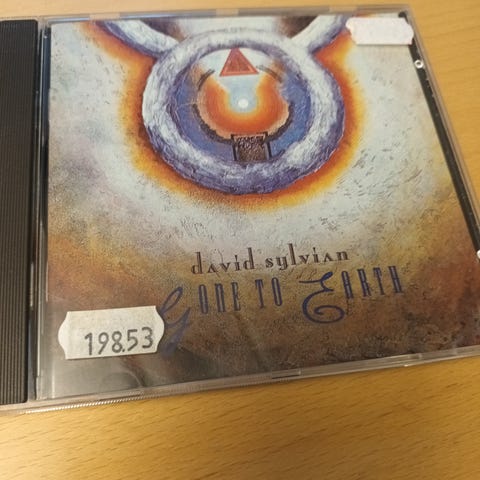 david sylvian
GONE TO EARTH
198.53